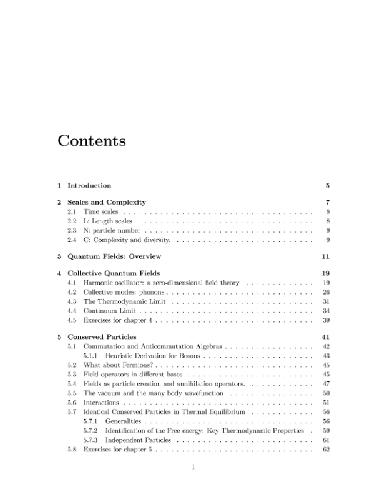 Contents
1 Introduction 5
2 Scales and Complexity 7
2.1 Time scales . . . . . . . . . . . . . . . . . . . . . . . . . . . . . . 8
2.2 L: Length scales . . . . . . . . . . . . . . . . . . . . . . . . . . . . 8
2.3 N: particle number. . . . . . . . . . . . . . . . . . . . . . . . . . . 9
2.4 C: Complexity and diversity. . . . . . . . . . . . . . . . . . . . . . 9
3 Quantum Fields: Overview 11
4 Collective Quantum Fields 19
4.1 Harmonic oscillator: a zero-dimensional field theory . . . . . . . . . . . . 19
4.2 Collective modes: phonons . . . . . . . . . . . . . . . . . . . . . . . 26
4.3 The Thermodynamic Limit . . . . . . . . . . . . . . . . . . . . . . . 31
4.4 Continuum Limit . . . . . . . . . . . . . . . . . . . . . . . . . . . . 34
4.5 Exercises for chapter 4 . . . . . . . . . . . . . . . . . . . . . . . . . 39
5 Conserved Particles 41
5.1 Commutation and Anticommutation Algebras . . . . . . . . . . . . . . . 42
5.1.1 Heuristic Derivation for Bosons . . . . . . . . . . . . . . . . . . 43
5.2 What about Fermions? . . . . . . . . . . . . . . . . . . . . . . . . . 45
5.3 Field operators in different bases . . . . . . . . . . . . . . . . . . . . 45
5.4 Fields as particle creation and annihilation operators. . . . . . . . . . . . 47
5.5 The vacuum and the many body wavefunction . . . . . . . . . . . . . . 50
5.6 Interactions . . . . . . . . . . . . . . . . . . . . . . . . . . . . . . 51
5.7 Identical Conserved Particles in Thermal Equilibrium . . . . . . . . . . . 56
5.7.1 Generalities . . . . . . . . . . . . . . . . . . . . . . . . . . . 56
5.7.2 Identification of the Free energy: Key Thermodynamic Properties . 59
5.7.3 Independent Particles . . . . . . . . . . . . . . . . . . . . . . . 61
5.8 Exercises for chapter 5 . . . . . . . . . . . . . . . . . . . . . . . . . 62
1